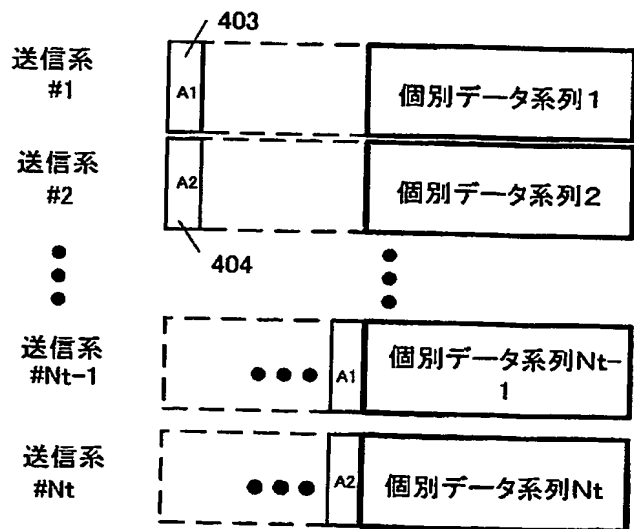 403
送信系
#1
A1
個別データ系列1
送信系
#2
A2
個別データ系列2
404
送信系
#Nt-1
A1
個別データ系列Nt-
1
送信系
#Nt
A2
個別データ系列Nt